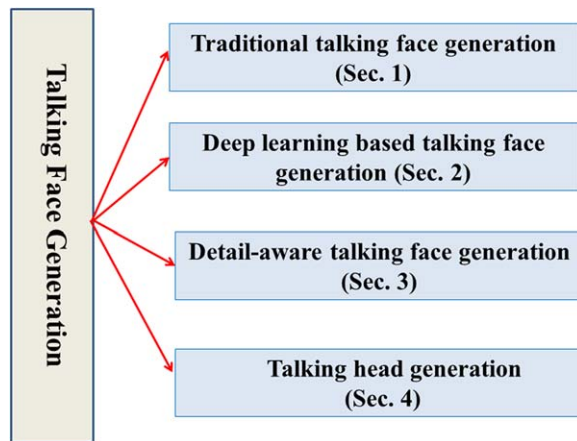 Talking Face Generation
Traditional talking face generation
(Sec. 1)
Deep learning based talking face
generation (Sec. 2)
Detail-aware talking face generation
(Sec. 3)
Talking head generation
(Sec. 4)